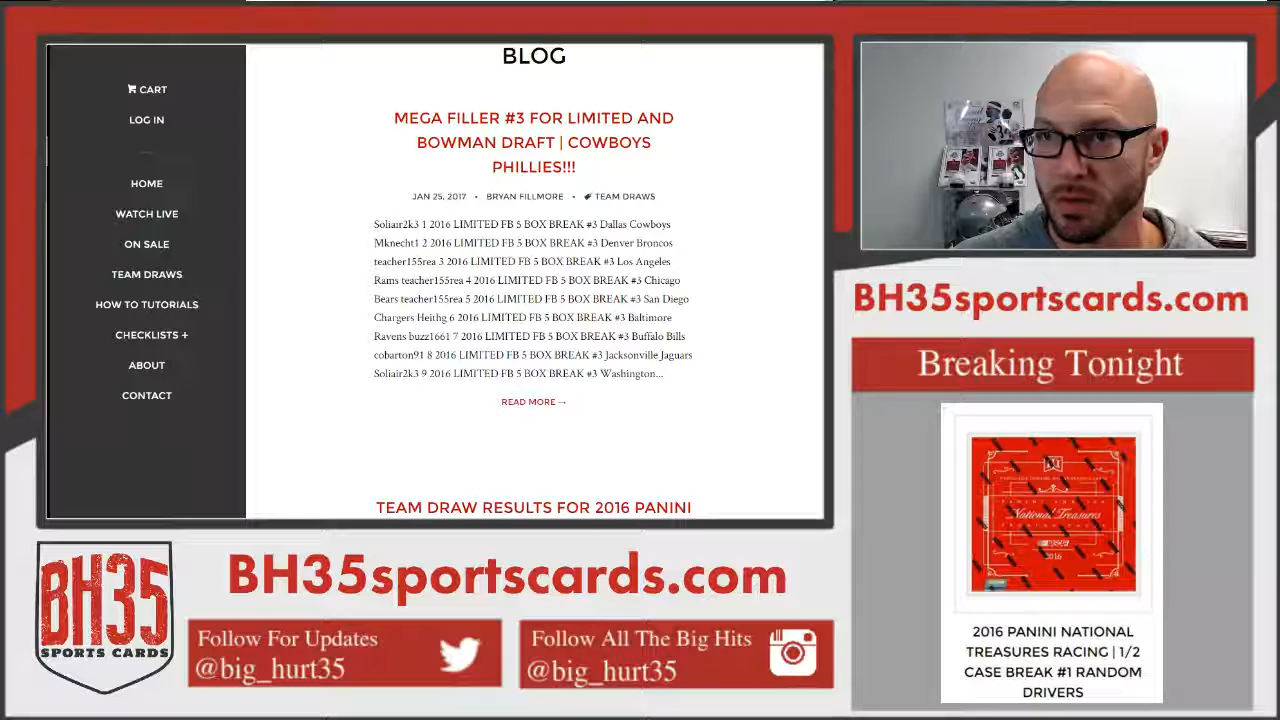 BLOG
CART
LOG IN
HOME
WATCH LIVE
ON SALE
TEAM DRAWS
HOW TO TUTORIALS
CHECKLISTS +
ABOUT
CONTACT
MEGA FILLER #3 FOR LIMITED AND
BOWMAN DRAFT | COWBOYS
PHILLIES!!!
JAN 25, 2017 • BRYAN FILLMORE • TEAM DRAWS
Soliair2k3 1 2016 LIMITED FB 5 BOX BREAK #3 Dallas Cowboys
Mknecht1 2 2016 LIMITED FB 5 BOX BREAK #3 Denver Broncos
teacher155rea 3 2016 LIMITED FB 5 BOX BREAK #3 Los Angeles
Rams teacher155rea 4 2016 LIMITED FB 5 BOX BREAK #3 Chicago
Bears teacher155rea 5 2016 LIMITED FB 5 BOX BREAK #3 San Diego
Chargers Heithg 6 2016 LIMITED FB 5 BOX BREAK #3 Baltimore
Ravens buzz1661 7 2016 LIMITED FB 5 BOX BREAK #3 Buffalo Bills
cobarton91 8 2016 LIMITED FB 5 BOX BREAK #3 Jacksonville Jaguars
Soliair2k3 9 2016 LIMITED FB 5 BOX BREAK #3 Washington...
READ MORE →
TEAM DRAW RESULTS FOR 2016 PANINI
BH35sportscards.com
Breaking Tonight
National Treasures
2016
2016 PANINI NATIONAL
TREASURES RACING | 1/2
CASE BREAK #1 RANDOM
DRIVERS
BH35
SPORTS CARDS
BH35sportscards.com
Follow For Updates
@big_hurt35
Follow All The Big Hits
@big_hurt35